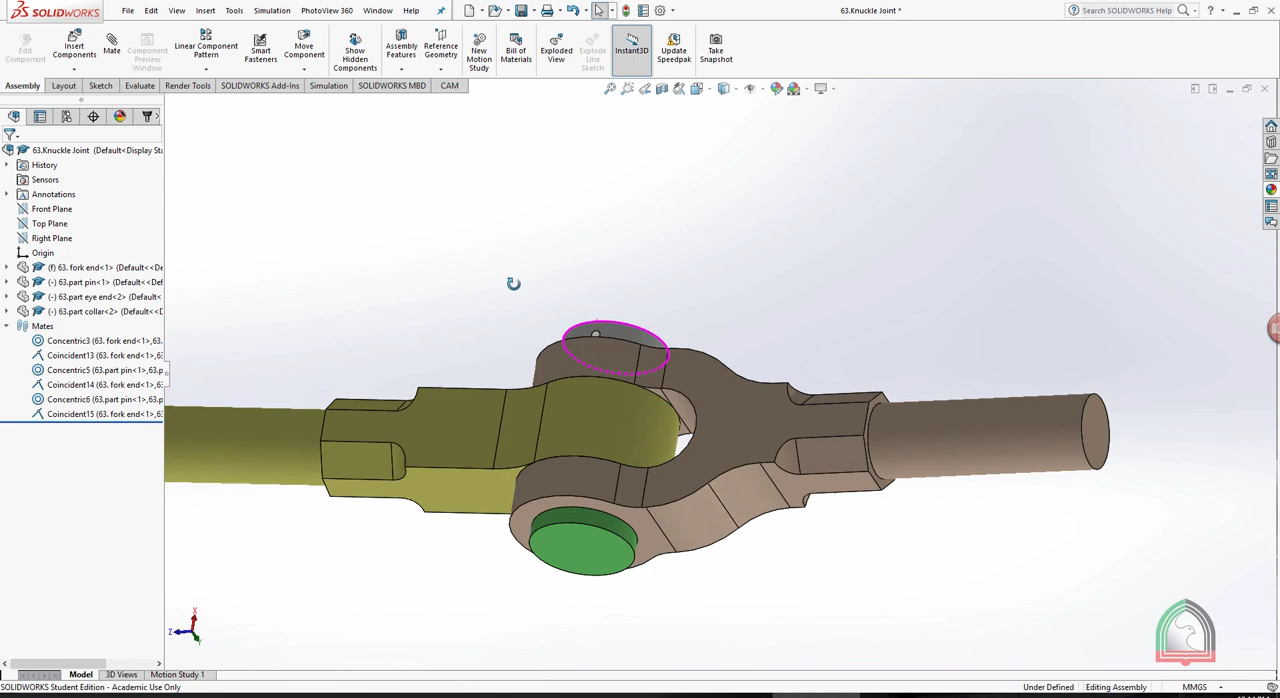 SOLIDWORKS File Edit View Insert Tools Simulation PhotoView 360 Window Help 63.Knuckle Joint * Search SOLIDWORKS Help
Edit Component
Insert Components
Mate
Component Preview Window
Linear Component Pattern
Smart Fasteners
Move Component
Show Hidden Components
Assembly Features
Reference Geometry
New Motion Study
Bill of Materials
Exploded View
Explode Line Sketch
Instant3D
Update Speedpak
Take Snapshot
Assembly Layout Sketch Evaluate Render Tools SOLIDWORKS Add-Ins Simulation SOLIDWORKS MBD CAM
63.Knuckle Joint (Default<Display Sta
History
Sensors
Annotations
Front Plane
Top Plane
Right Plane
Origin
(f) 63. fork end<1> (Default<<De
(-) 63.part pin<1> (Default<<Def
(-) 63.part eye end<2> (Default<
(-) 63.part collar<2> (Default<<D
Mates
Concentric3 (63. fork end<1>,63.
Coincident13 (63. fork end<1>,63
Concentric5 (63.part pin<1>,63.p
Coincident14 (63. fork end<1>,63
Concentric6 (63.part pin<1>,63.p
Coincident15 (63. fork end<1>,63
X
Z
Y
Model 3D Views Motion Study 1
SOLIDWORKS Student Edition - Academic Use Only Under Defined Editing Assembly MMGS